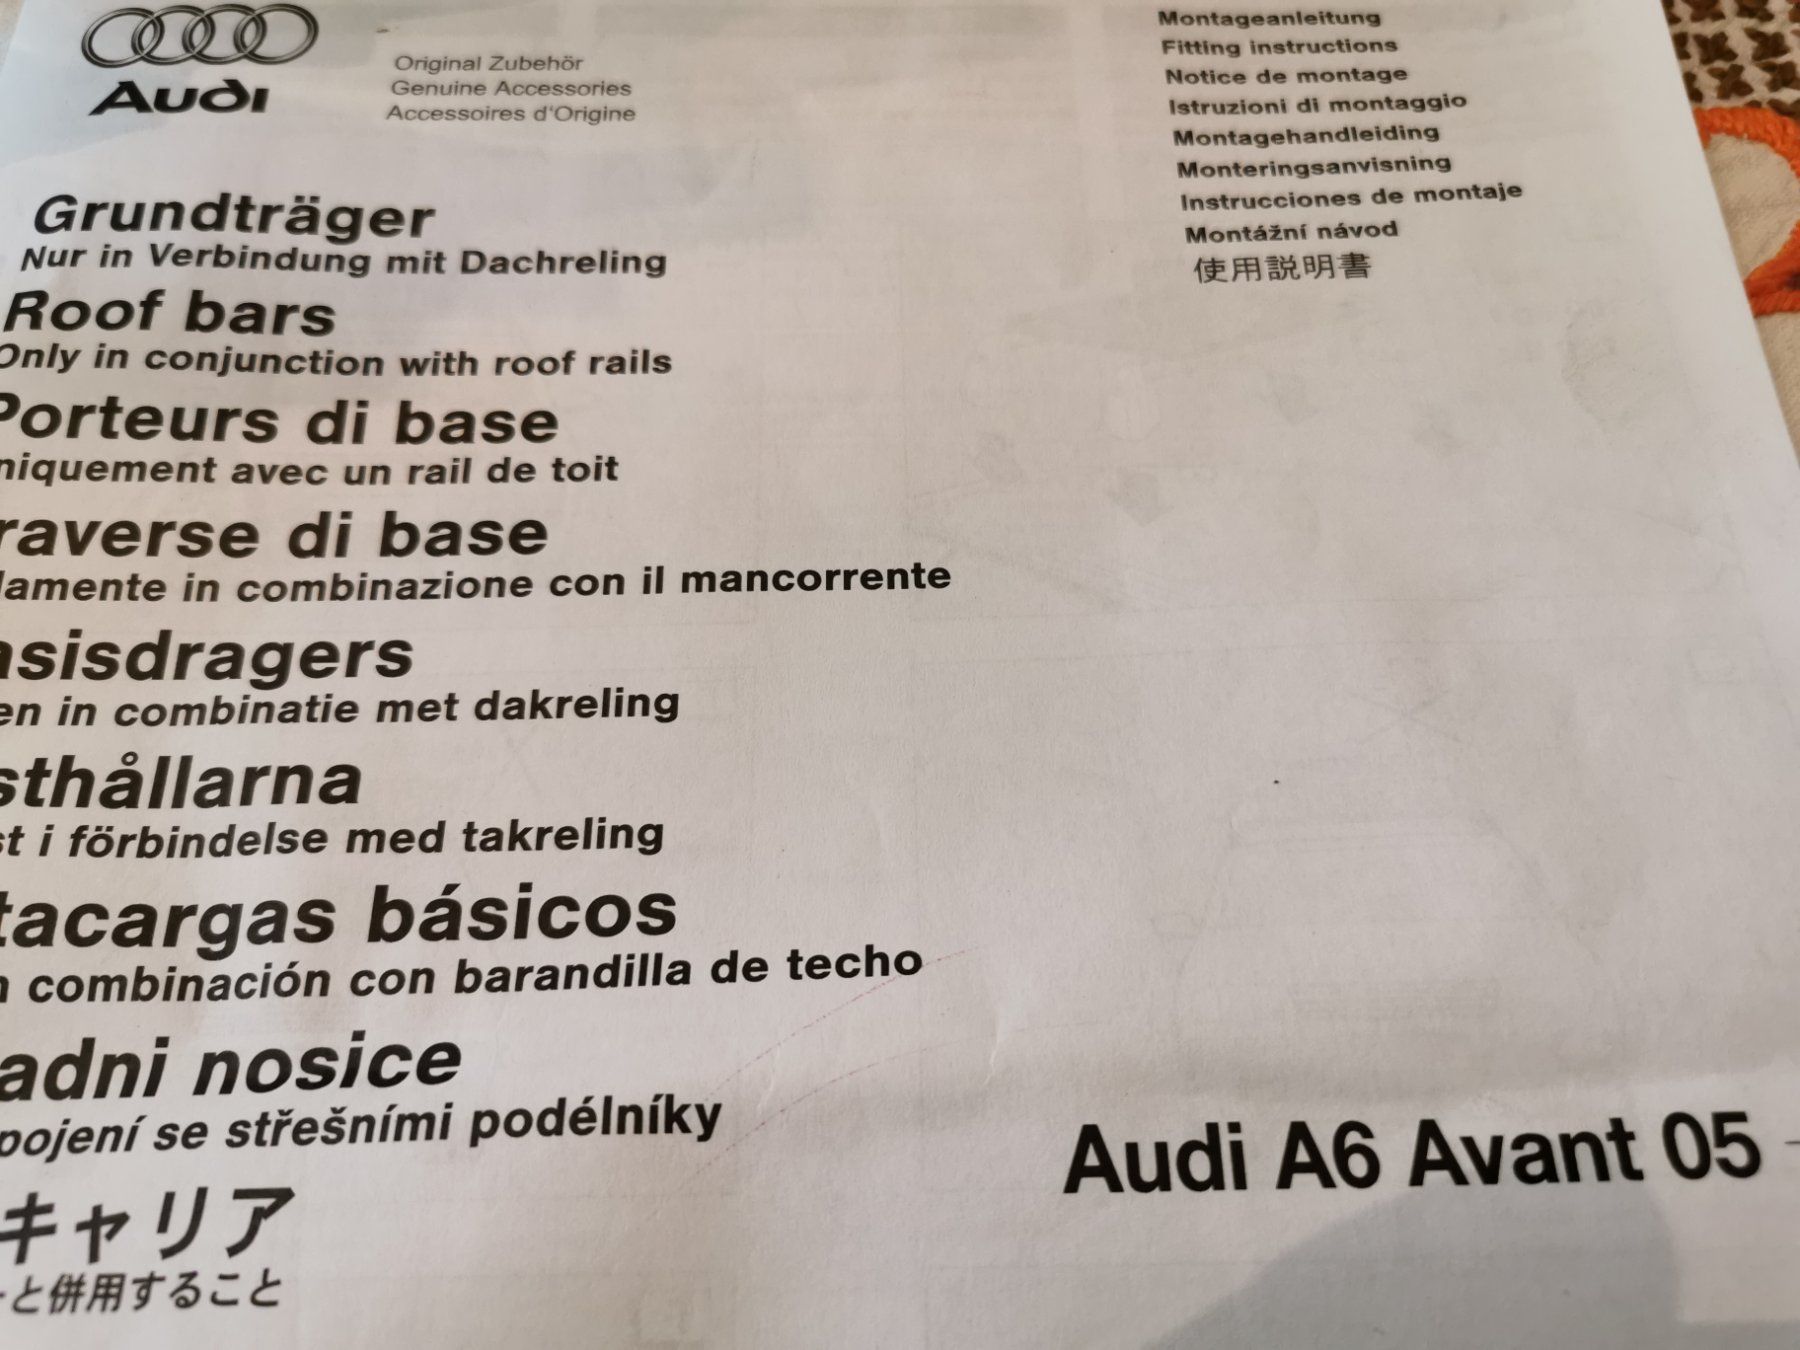 Audi
Original Zubehör
Genuine Accessories
Accessoires d'Origine
Montageanleitung
Fitting instructions
Notice de montage
Istruzioni di montaggio
Montagehandleiding
Monteringsanvisning
Instrucciones de montaje
Montážní návod
使用説明書
Grundträger
Nur in Verbindung mit Dachreling
Roof bars
Only in conjunction with roof rails
Porteurs di base
niquement avec un rail de toit
raverse di base
lamente in combinazione con il mancorrente
asisdragers
en in combinatie met dakreling
sthållarna
st i förbindelse med takreling
tacargas básicos
n combinación con barandilla de techo
adni nosice
pojení se střešními podélníky
キャリア
ーと併用すること
Audi A6 Avant 05 -